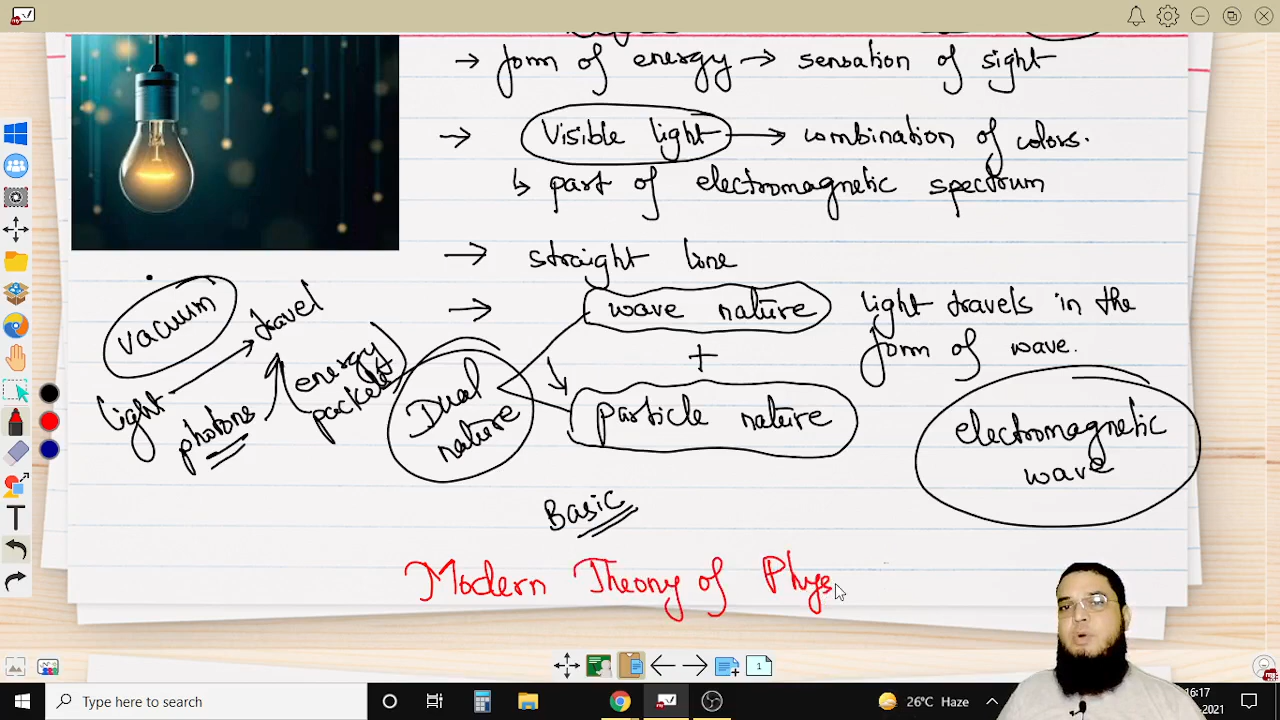 → form of energy → sensation of sight
→ Visible light → combination of colors.
↳ part of electromagnetic spectrum
→ straight line
→ wave nature
light travels in the
form of wave.
+
particle nature
Dual
nature
vacuum
light → travel
photons
(energy
packets)
electromagnetic
wave
Basic
Modern Theory of Phys
1
Type here to search
26°C Haze
16:17
-2021